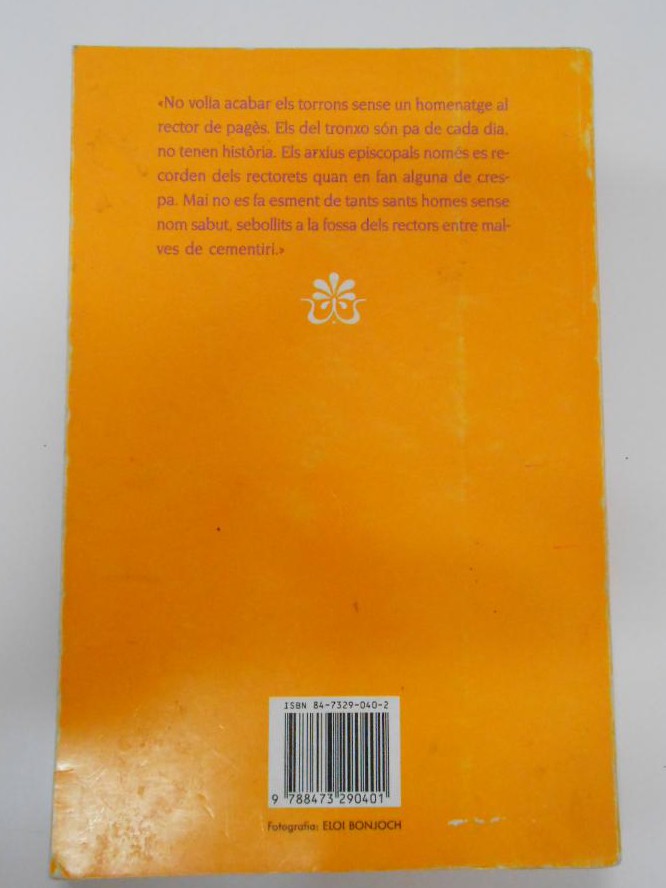 «No volia acabar els torrons sense un homenatge al
rector de pagès. Els del tronxo són pa de cada dia,
no tenen història. Els arxius episcopals només es re-
corden dels rectorets quan en fan alguna de cres-
pa. Mai no es fa esment de tants sants homes sense
nom sabut, sebollits a la fossa dels rectors entre mal-
ves de cementiri.»
ISBN 84-7329-040-2
9 788473 290401
Fotografia: ELOI BONJOCH